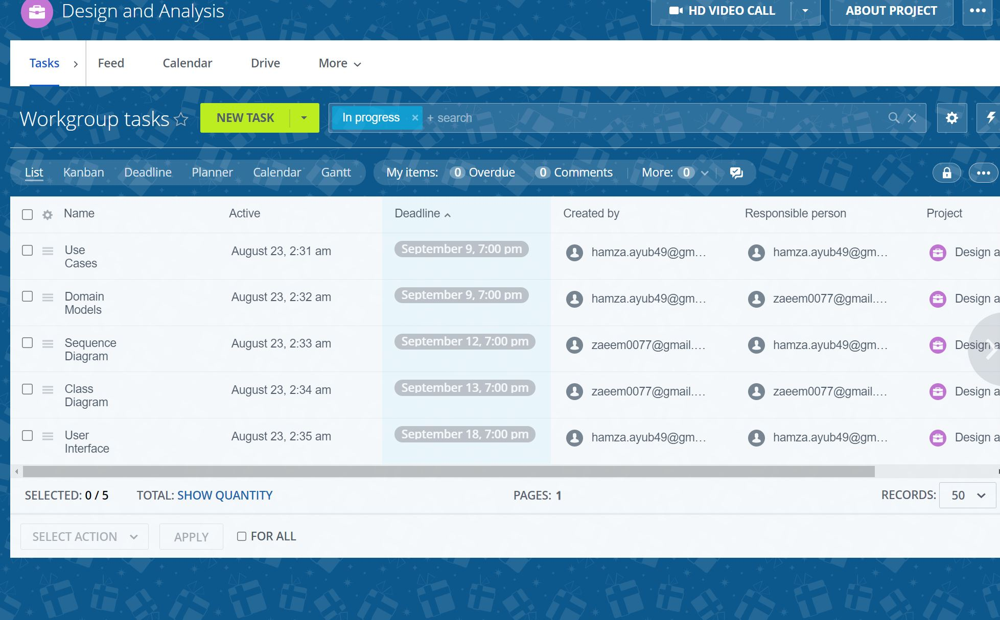 Design and Analysis
HD VIDEO CALL
ABOUT PROJECT
Tasks
Feed
Calendar
Drive
More
Workgroup tasks
NEW TASK
In progress
+ search
List
Kanban
Deadline
Planner
Calendar
Gantt
My items:
0 Overdue
0 Comments
More: 0
Name Active Deadline Created by Responsible person Project
Use
Cases
August 23, 2:31 am September 9, 7:00 pm hamza.ayub49@gm... hamza.ayub49@gm... Design a
Domain
Models
August 23, 2:32 am September 9, 7:00 pm hamza.ayub49@gm... zaeem0077@gmail.... Design a
Sequence
Diagram
August 23, 2:33 am September 12, 7:00 pm zaeem0077@gmail.... hamza.ayub49@gm... Design a
Class
Diagram
August 23, 2:34 am September 13, 7:00 pm zaeem0077@gmail.... zaeem0077@gmail.... Design a
User
Interface
August 23, 2:35 am September 18, 7:00 pm hamza.ayub49@gm... hamza.ayub49@gm... Design a
SELECTED: 0 / 5 TOTAL: SHOW QUANTITY PAGES: 1 RECORDS: 50
SELECT ACTION APPLY FOR ALL